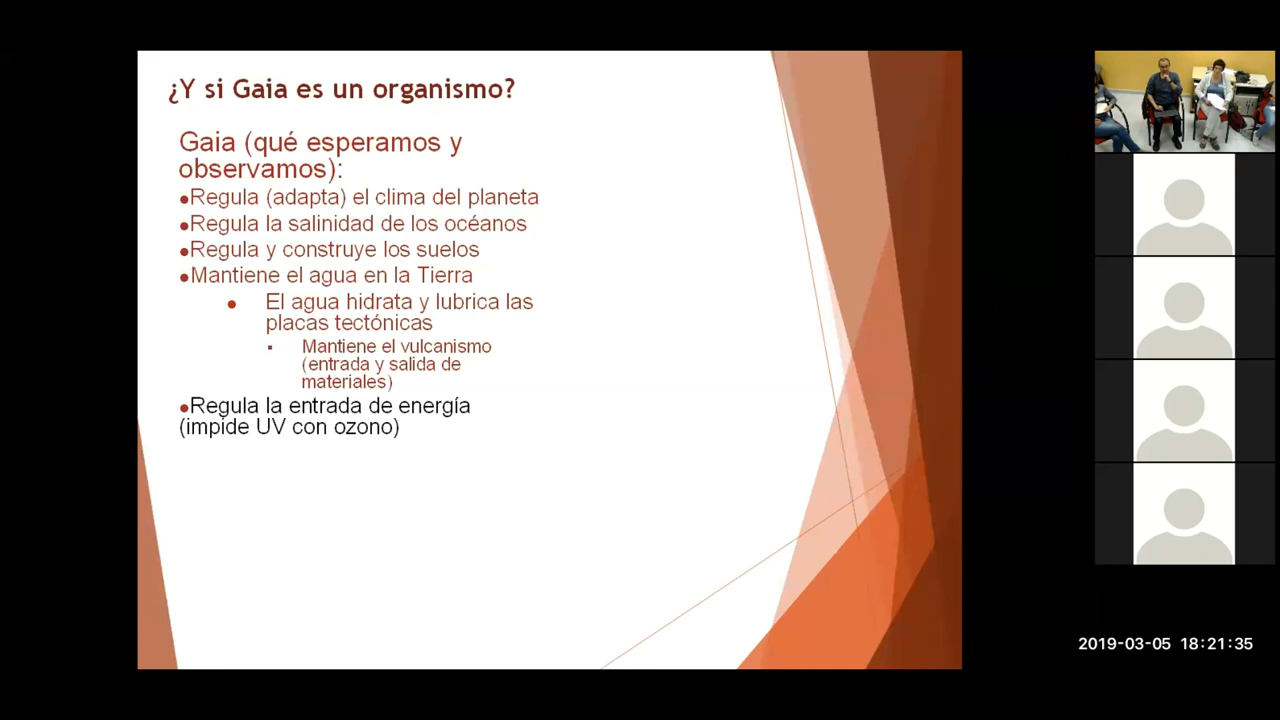 ¿Y si Gaia es un organismo?
Gaia (qué esperamos y
observamos):
●Regula (adapta) el clima del planeta
●Regula la salinidad de los océanos
●Regula y construye los suelos
●Mantiene el agua en la Tierra
● El agua hidrata y lubrica las
placas tectónicas
▪ Mantiene el vulcanismo
(entrada y salida de
materiales)
●Regula la entrada de energía
(impide UV con ozono)
2019-03-05 18:21:35